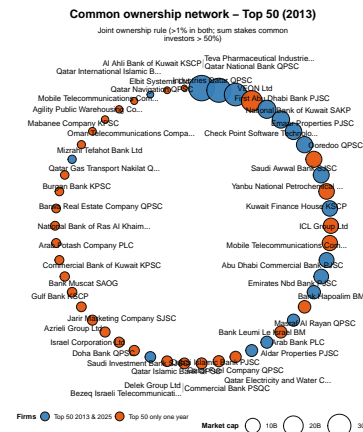 Common ownership network – Top 50 (2013)
Joint ownership rule (>1% in both; sum stakes common
investors > 50%)
Al Ahli Bank of Kuwait KSCP
Teva Pharmaceutical Industrie...
Qatar International Islamic B...
Qatar National Bank QPSC
Elbit Systems
Industries Qatar QPSC
Qatar Navigation QPSC
VEON Ltd
Mobile Telecommunications Com...
First Abu Dhabi Bank PJSC
Agility Public Warehousing Co...
National Bank of Kuwait SAKP
Mabanee Company KPSC
Emaar Properties PJSC
Oman Telecommunications Compa...
Check Point Software Technolo...
Mizrahi Tefahot Bank Ltd
Ooredoo QPSC
Qatar Gas Transport Nakilat Q...
Saudi Awwal Bank SJSC
Burgan Bank KPSC
Yanbu National Petrochemical ...
Barwa Real Estate Company QPSC
Kuwait Finance House KSCP
National Bank of Ras Al Khaim...
ICL Group Ltd
Arab Potash Company PLC
Mobile Telecommunications Com...
Commercial Bank of Kuwait KPSC
Abu Dhabi Commercial Bank PJSC
Bank Muscat SAOG
Emirates Nbd Bank PJSC
Gulf Bank KSCP
Bank Hapoalim BM
Jarir Marketing Company SJSC
Masraf Al Rayan QPSC
Azrieli Group Ltd
Bank Leumi Le Israel BM
Israel Corporation Ltd
Arab Bank PLC
Doha Bank QPSC
Aldar Properties PJSC
Saudi Investment Bank
Islamic Bank PJSC
Qatar Islamic Bank
Company QPSC
Qatar Electricity and Water C...
Delek Group Ltd
Commercial Bank PSQC
Bezeq Israeli Telecommunicati...
Firms
Top 50 2013 & 2025
Top 50 only one year
Market cap
10B
20B